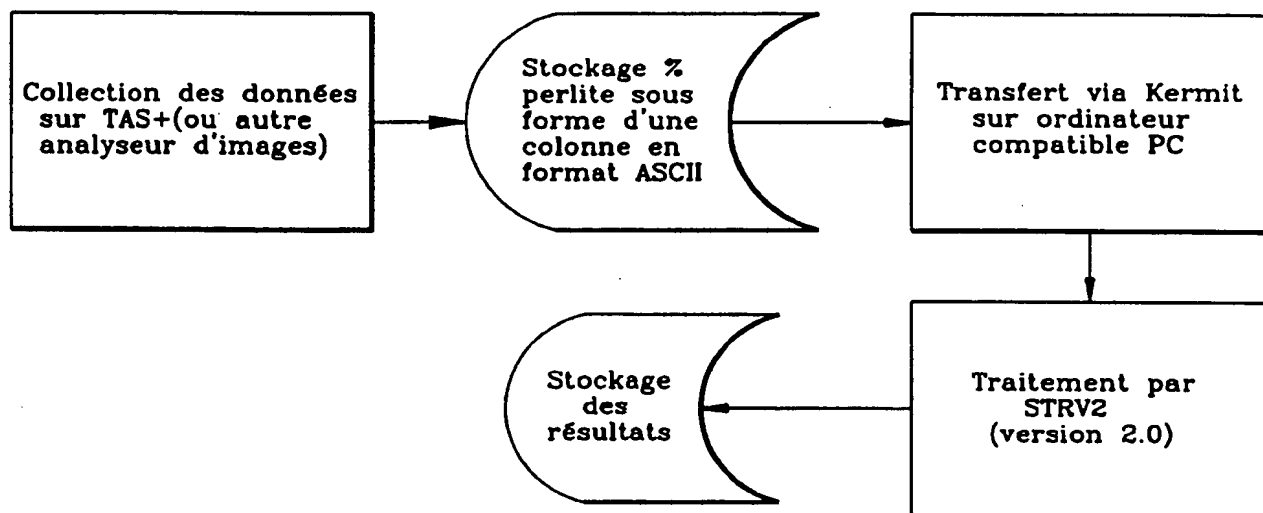 Collection des données
sur TAS+(ou autre
analyseur d'images)
Stockage %
perlite sous
forme d'une
colonne en
format ASCII
Transfert via Kermit
sur ordinateur
compatible PC
Stockage
des
résultats
Traitement par
STRV2
(version 2.0)